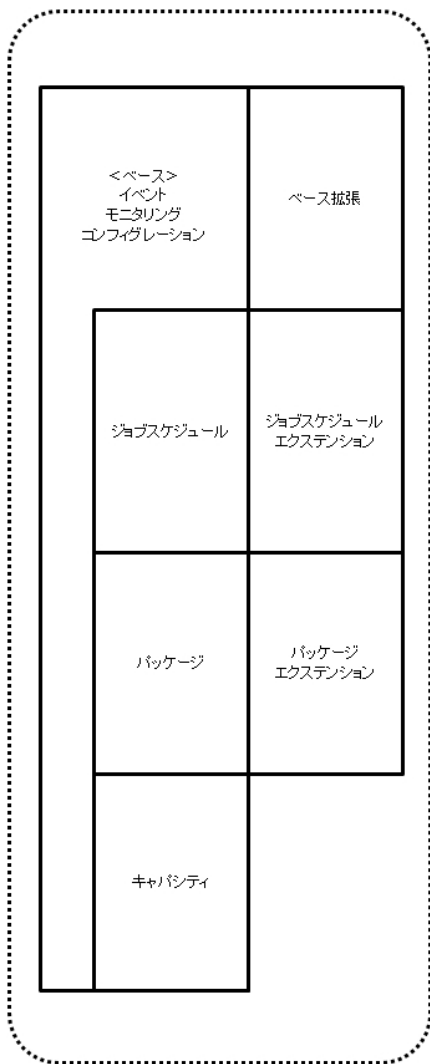 ＜ベース＞
イベント
モニタリング
コンフィグレーション
ベース拡張
ジョブスケジュール
ジョブスケジュール
エクステンション
パッケージ
パッケージ
エクステンション
キャパシティ